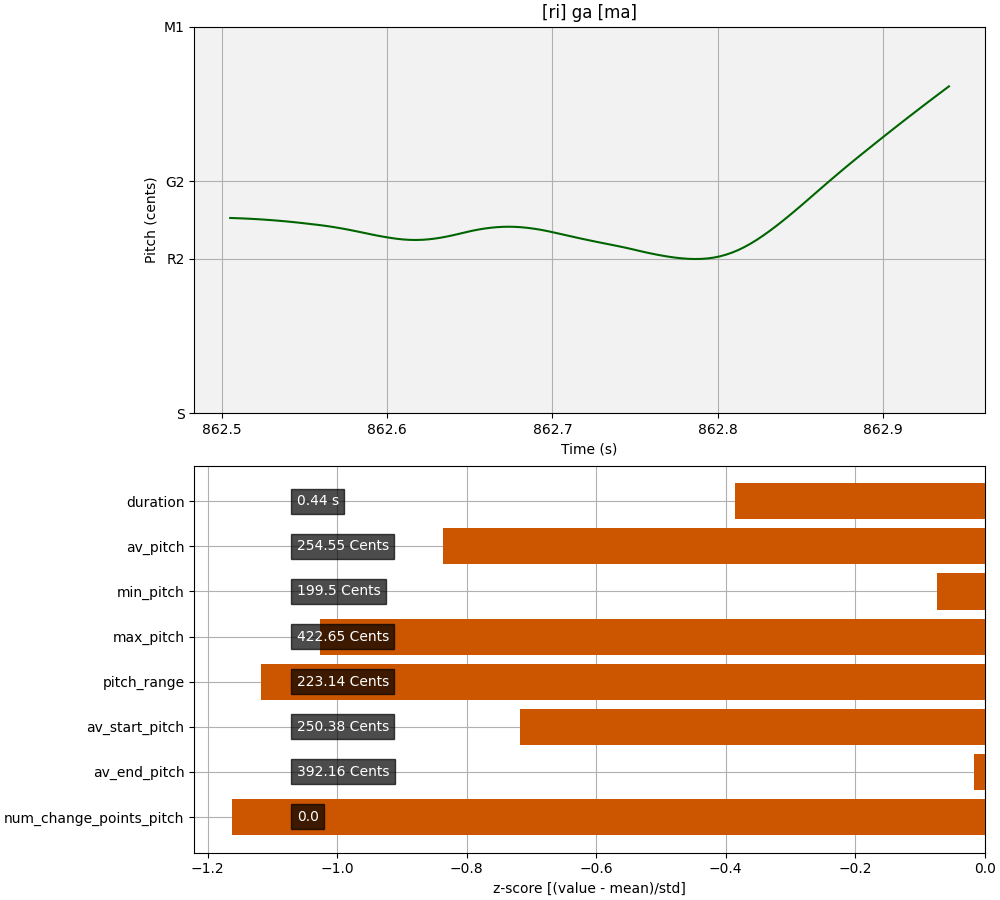 [ri] ga [ma]
M1
G2
R2
S
Pitch (cents)
862.5 862.6 862.7 862.8 862.9
Time (s)
duration 0.44 s
av_pitch 254.55 Cents
min_pitch 199.5 Cents
max_pitch 422.65 Cents
pitch_range 223.14 Cents
av_start_pitch 250.38 Cents
av_end_pitch 392.16 Cents
num_change_points_pitch 0.0
−1.2 −1.0 −0.8 −0.6 −0.4 −0.2 0.0
z-score [(value - mean)/std]